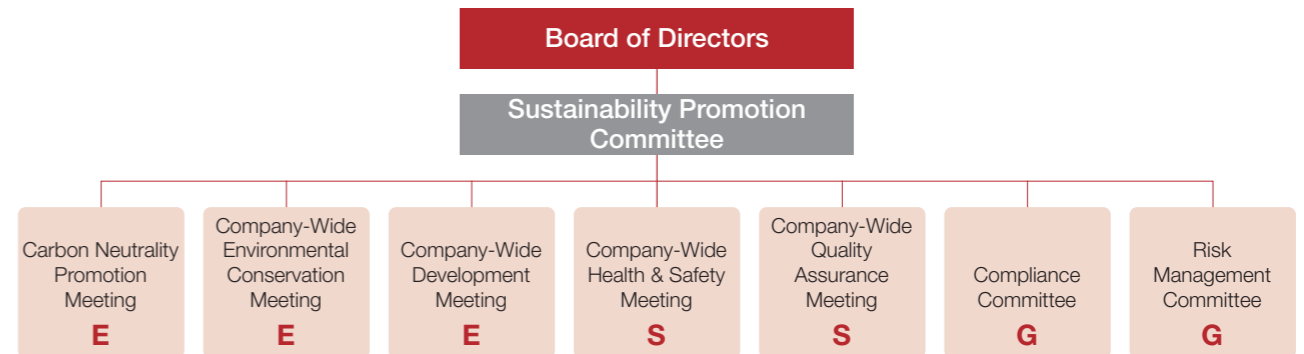 Board of Directors
Sustainability Promotion
Committee
Carbon Neutrality
Promotion
Meeting
E
Company-Wide
Environmental
Conservation
Meeting
E
Company-Wide
Development
Meeting
E
Company-Wide
Health & Safety
Meeting
S
Company-Wide
Quality
Assurance
Meeting
S
Compliance
Committee
G
Risk
Management
Committee
G